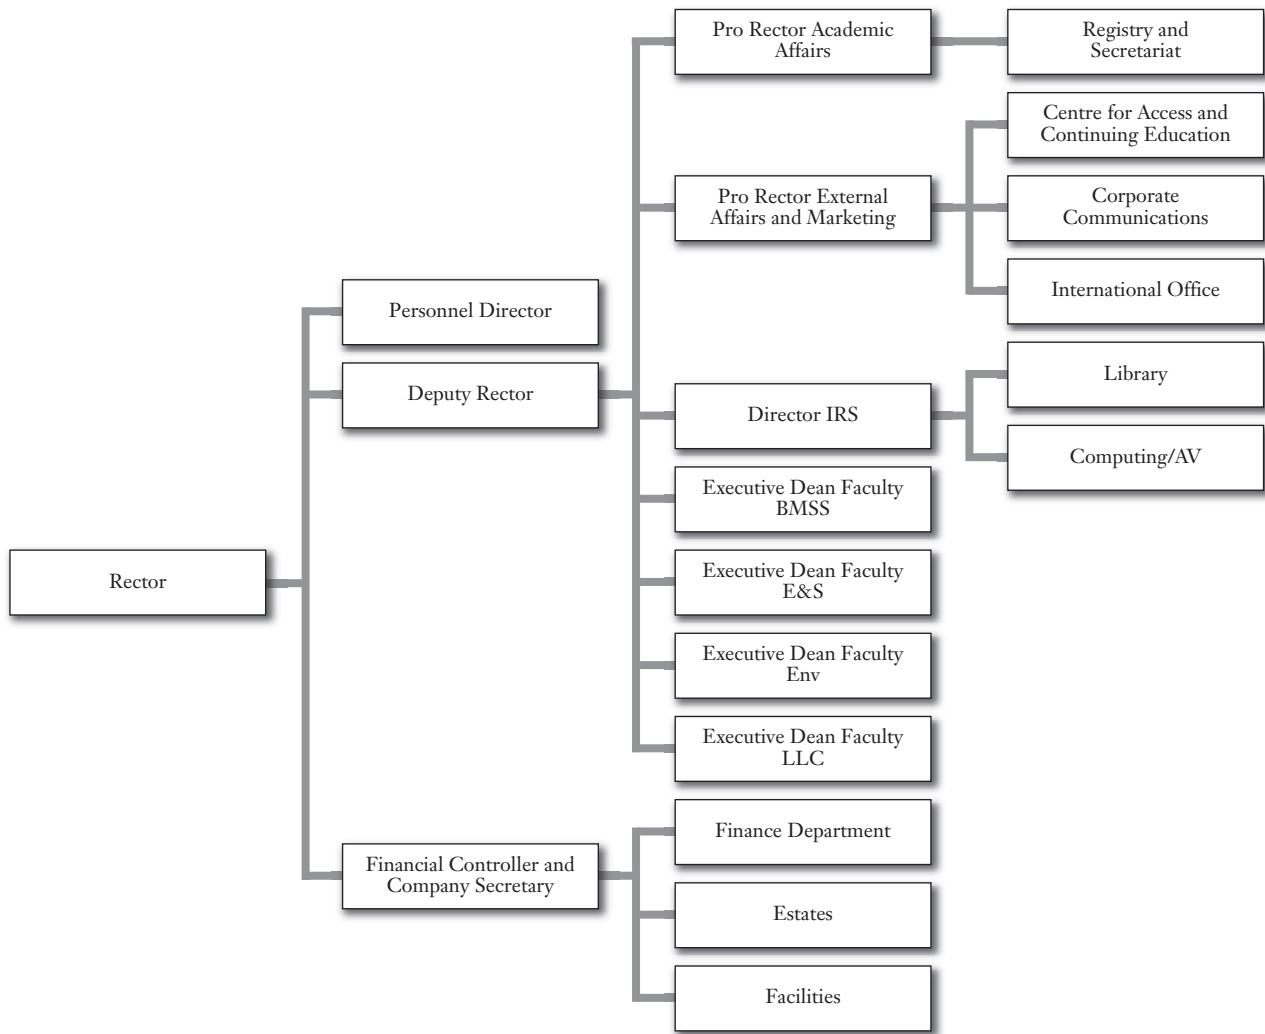 Pro Rector Academic
Affairs
Registry and
Secretariat
Centre for Access and
Continuing Education
Pro Rector External
Affairs and Marketing
Corporate
Communications
International Office
Personnel Director
Library
Deputy Rector
Director IRS
Computing/AV
Executive Dean Faculty
BMSS
Rector
Executive Dean Faculty
E&S
Executive Dean Faculty
Env
Executive Dean Faculty
LLC
Finance Department
Financial Controller and
Company Secretary
Estates
Facilities